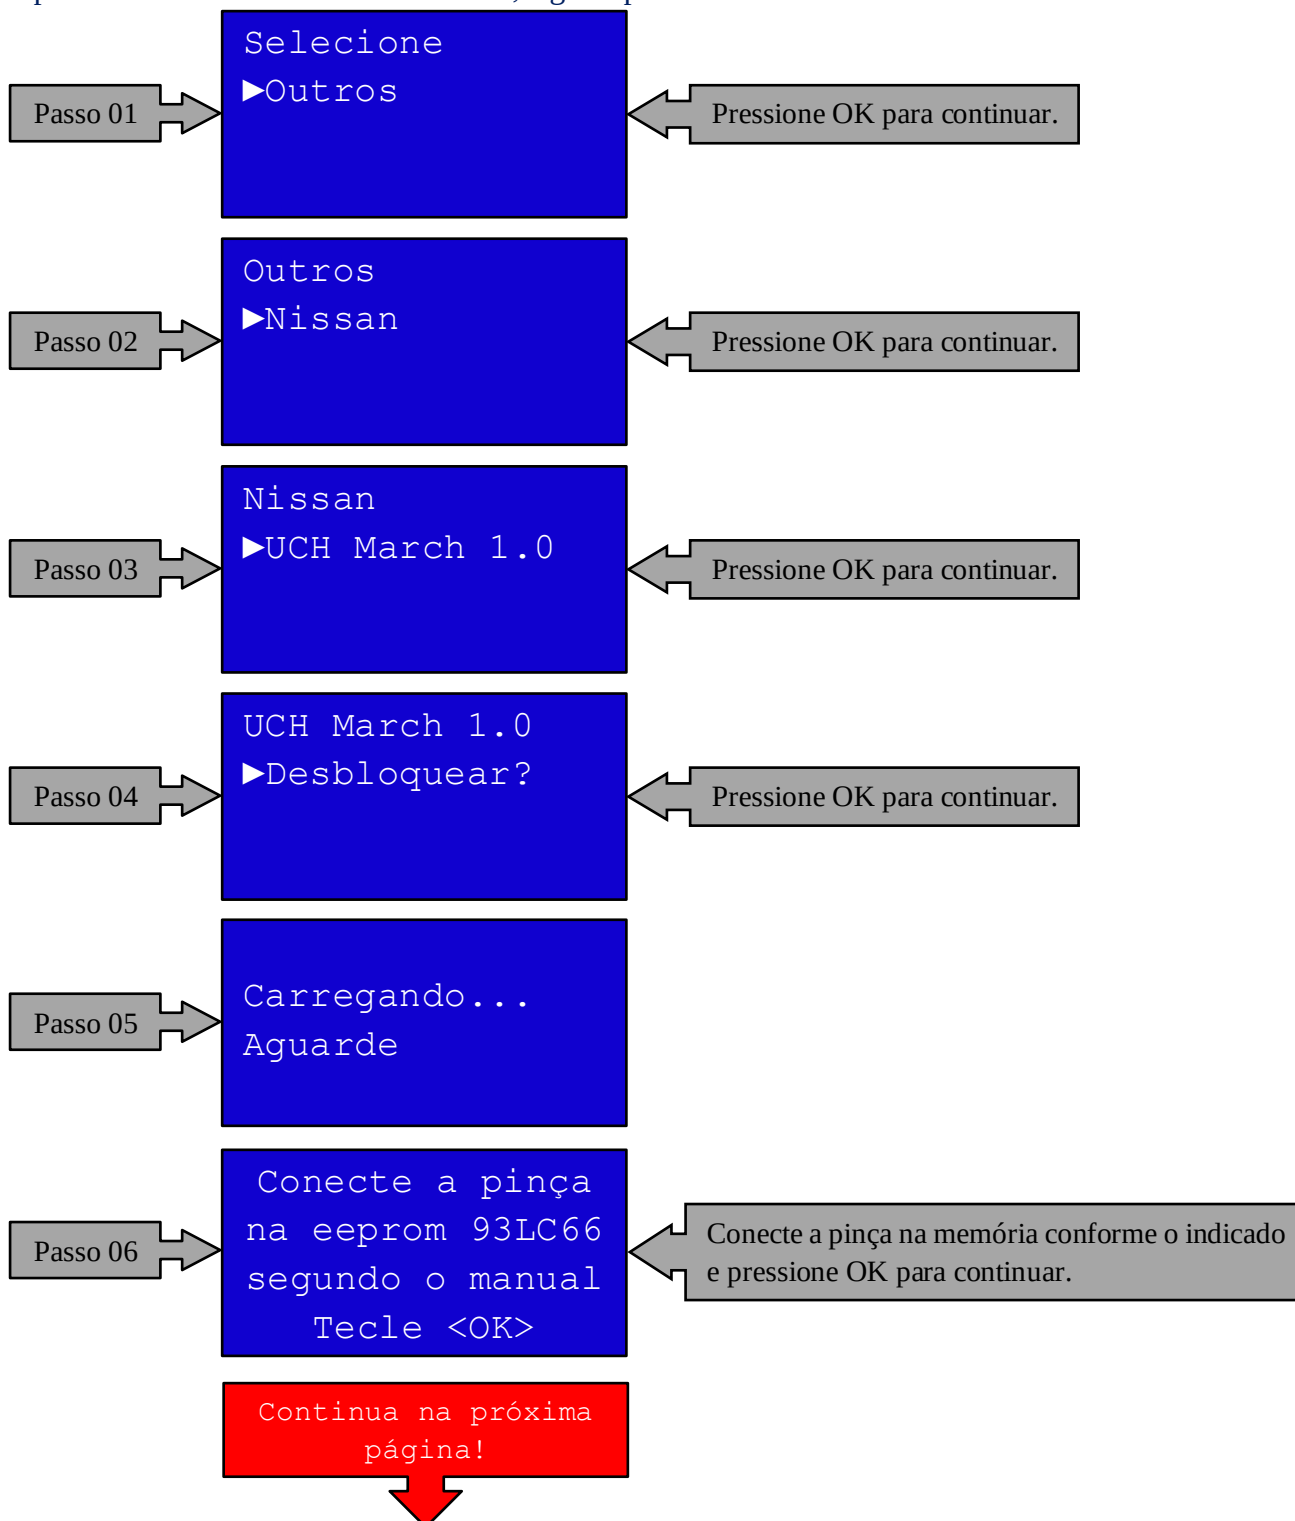 Selecione
►Outros
Passo 01
Pressione OK para continuar.
Outros
►Nissan
Passo 02
Pressione OK para continuar.
Nissan
►UCH March 1.0
Passo 03
Pressione OK para continuar.
UCH March 1.0
►Desbloquear?
Passo 04
Pressione OK para continuar.
Carregando...
Aguarde
Passo 05
Conecte a pinça
na eeprom 93LC66
segundo o manual
Tecle <OK>
Passo 06
Conecte a pinça na memória conforme o indicado
e pressione OK para continuar.
Continua na próxima
página!